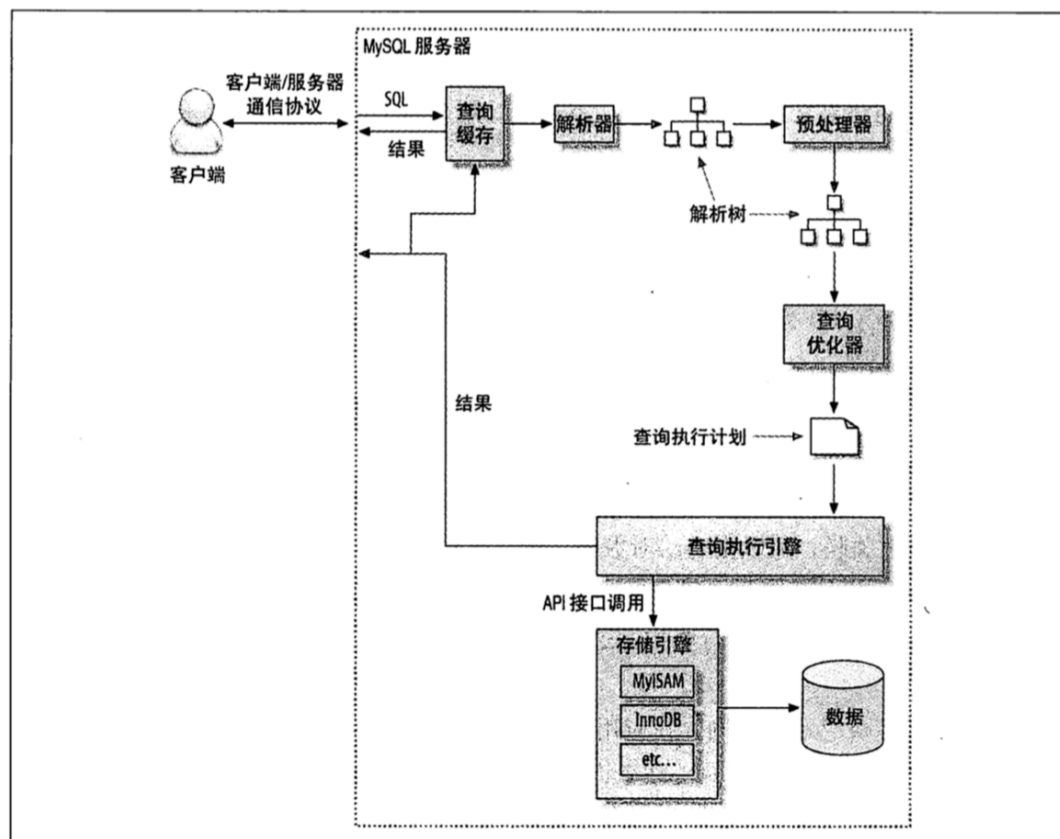 MySQL 服务器
客户端/服务器
通信协议
客户端
SQL
结果
查询
缓存
解析器
预处理器
解析树
查询
优化器
结果
查询执行计划
查询执行引擎
API 接口调用
存储引擎
MyISAM
InnoDB
etc...
数据